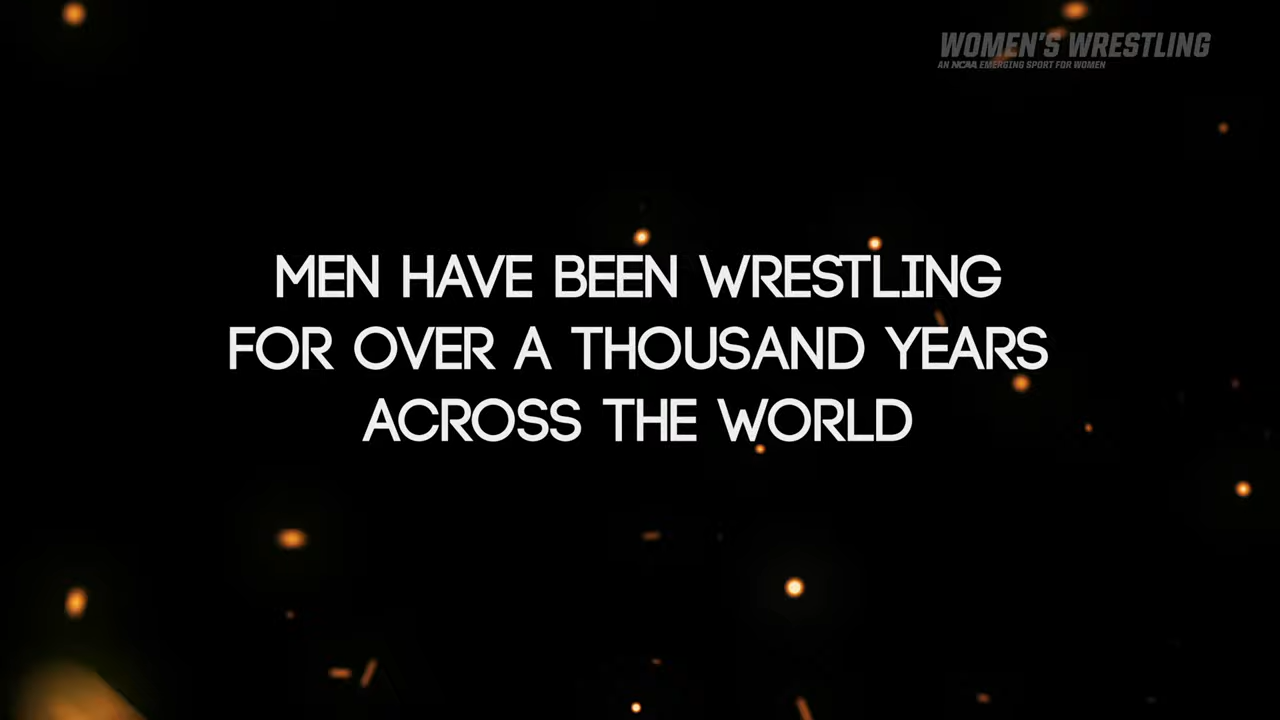 WOMEN'S WRESTLING
AN NCAA EMERGING SPORT FOR WOMEN
MEN HAVE BEEN WRESTLING
FOR OVER A THOUSAND YEARS
ACROSS THE WORLD